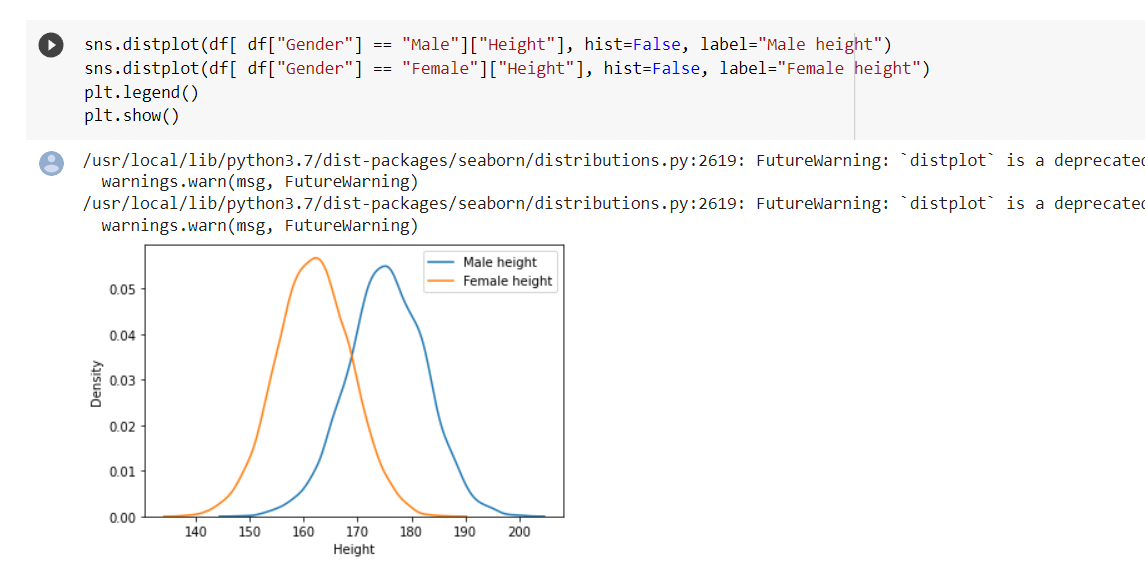 sns.distplot(df[ df["Gender"] == "Male"]["Height"], hist=False, label="Male height")
sns.distplot(df[ df["Gender"] == "Female"]["Height"], hist=False, label="Female height")
plt.legend()
plt.show()
/usr/local/lib/python3.7/dist-packages/seaborn/distributions.py:2619: FutureWarning: `distplot` is a deprecated
warnings.warn(msg, FutureWarning)
/usr/local/lib/python3.7/dist-packages/seaborn/distributions.py:2619: FutureWarning: `distplot` is a deprecated
warnings.warn(msg, FutureWarning)
Male height
Female height
0.05
0.04
0.03
0.02
0.01
0.00
Density
140 150 160 170 180 190 200
Height